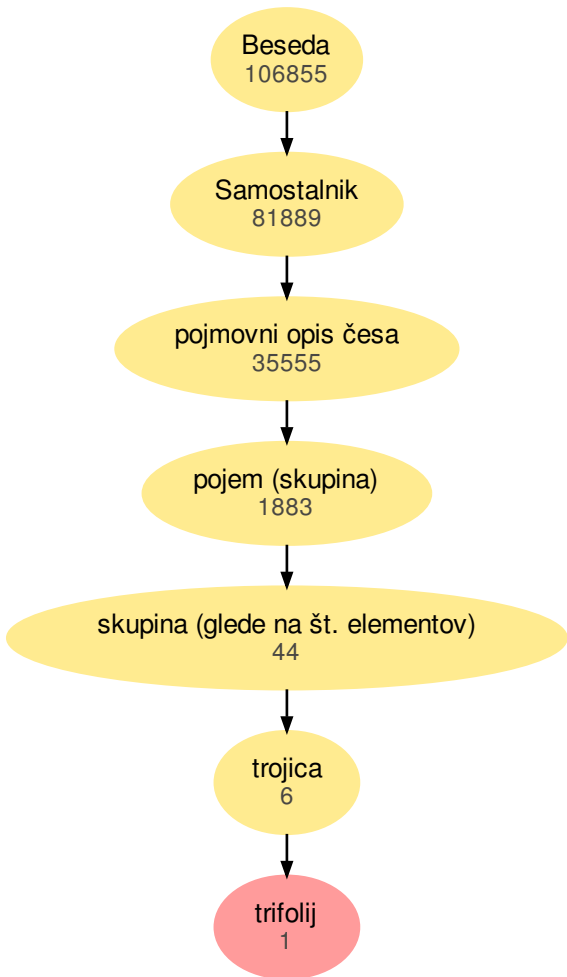 Beseda
106855
Samostalnik
81889
pojmovni opis česa
35555
pojem (skupina)
1883
skupina (glede na št. elementov)
44
trojica
6
trifolij
1